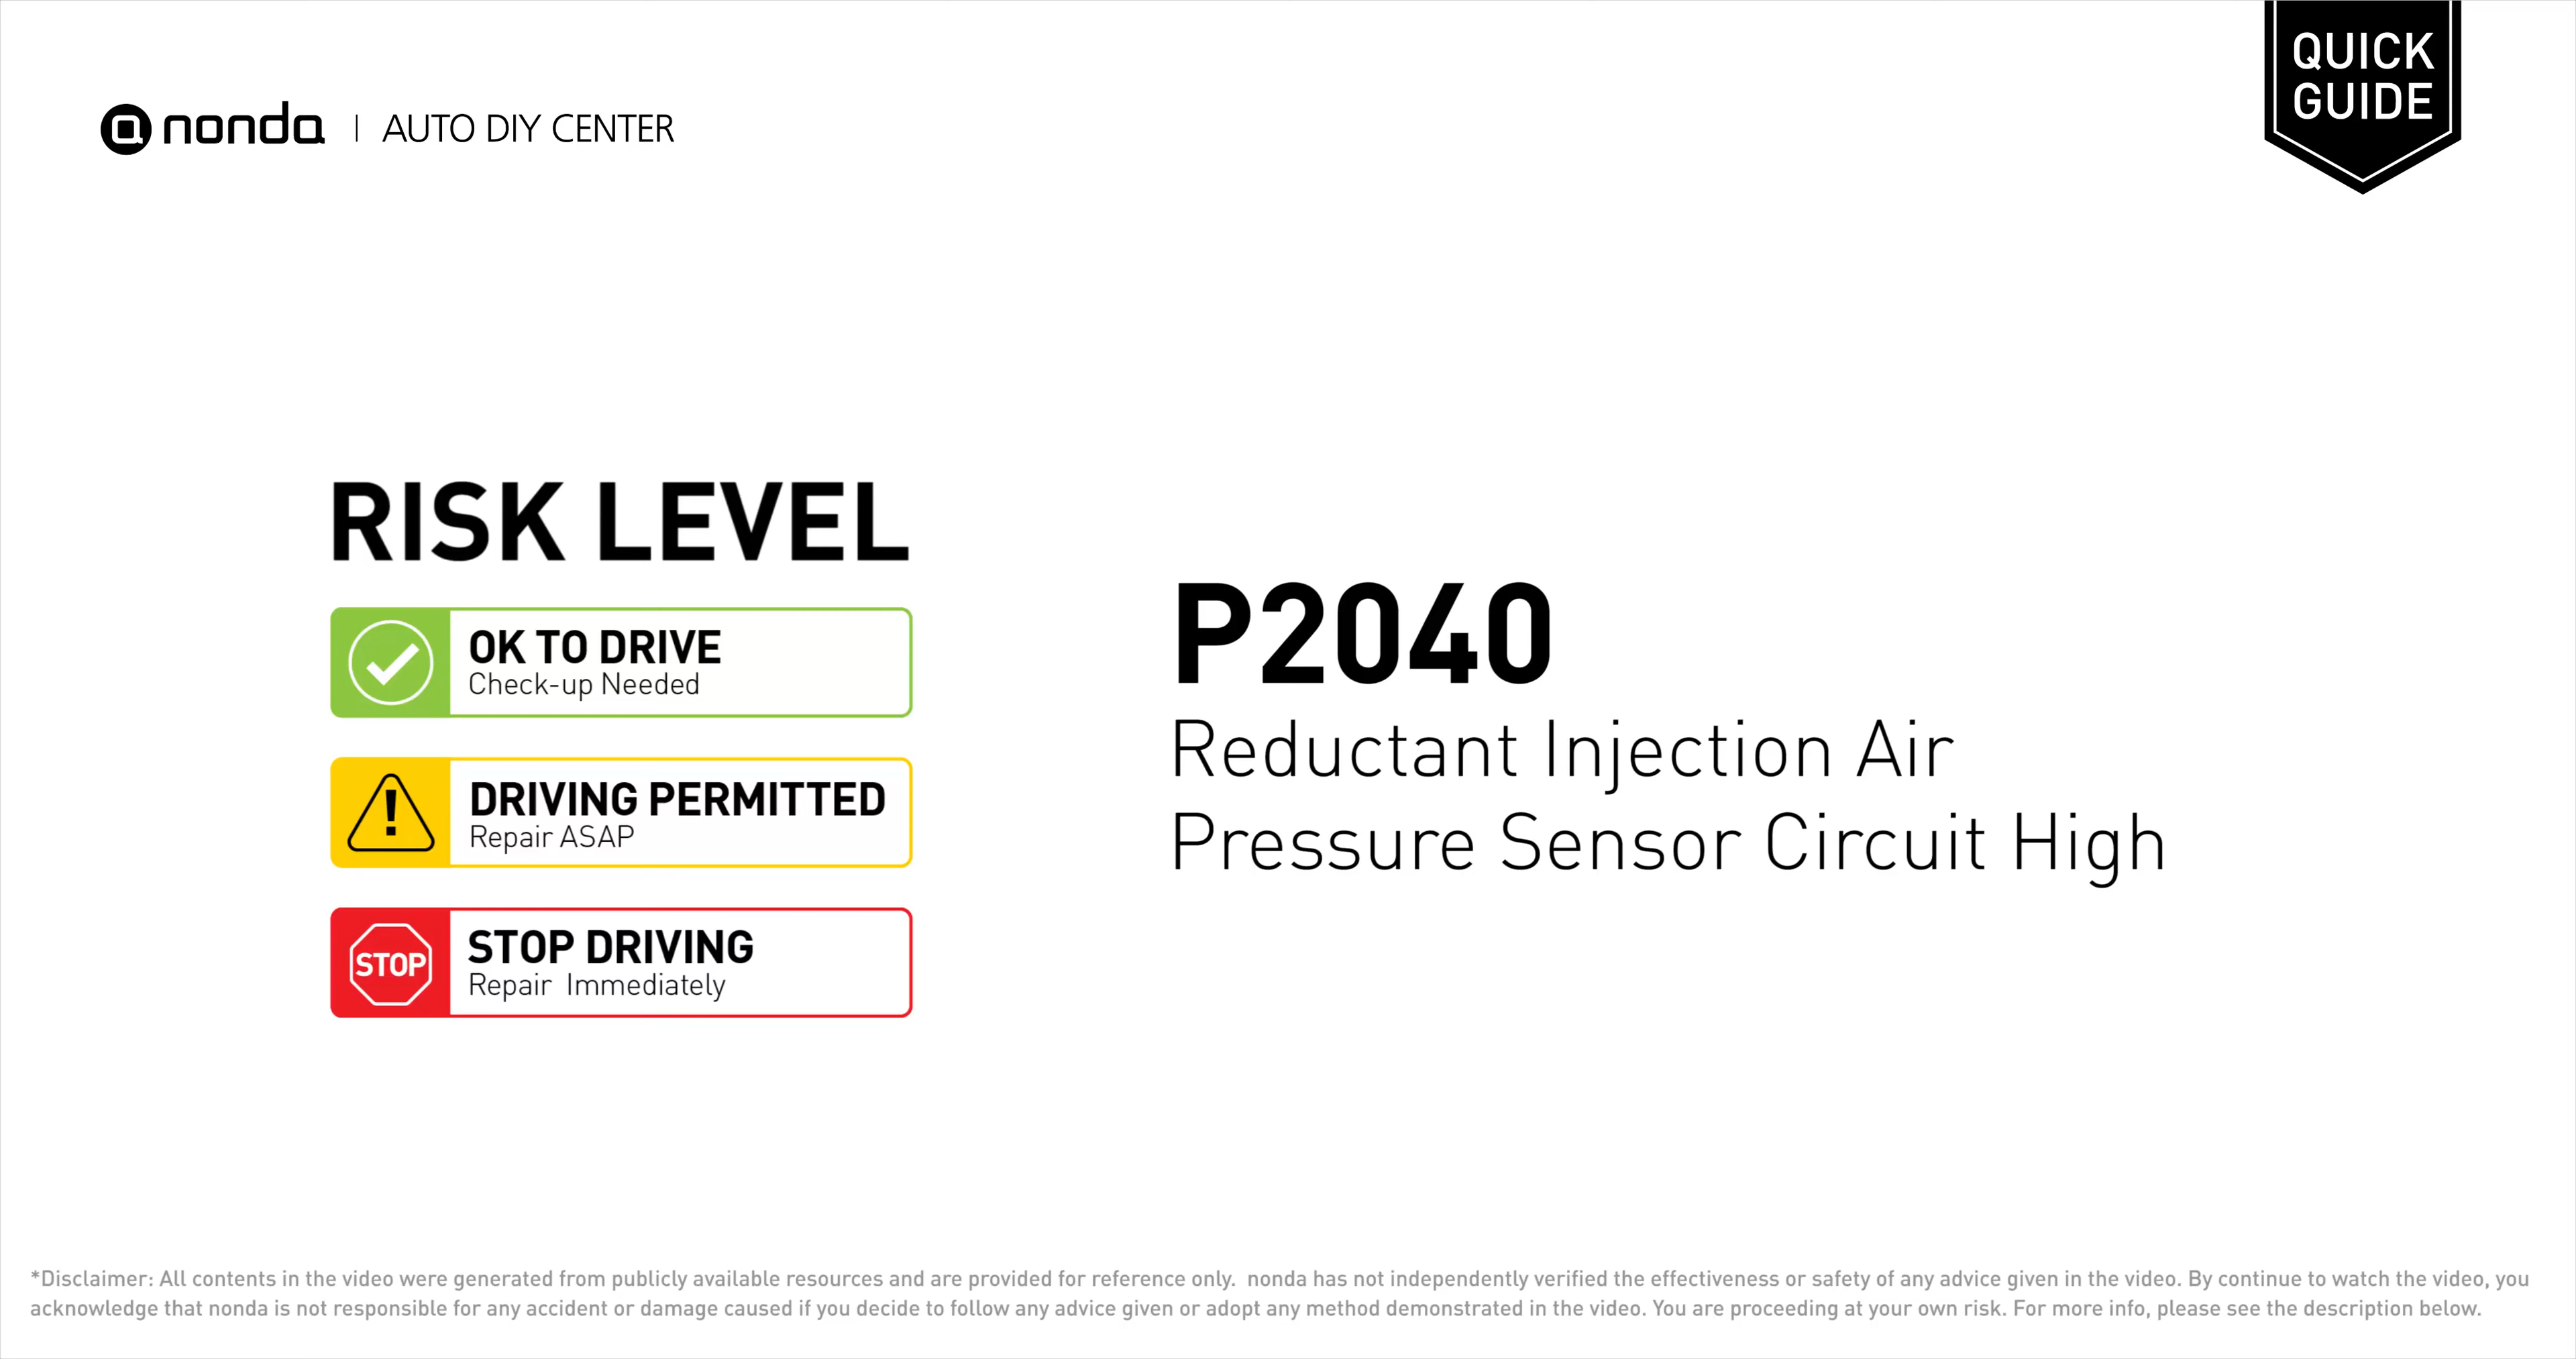 nonda | AUTO DIY CENTER
QUICK
GUIDE
RISK LEVEL
OK TO DRIVE
Check-up Needed
DRIVING PERMITTED
Repair ASAP
STOP
STOP DRIVING
Repair Immediately
P2040
Reductant Injection Air
Pressure Sensor Circuit High
*Disclaimer: All contents in the video were generated from publicly available resources and are provided for reference only. nonda has not independently verified the effectiveness or safety of any advice given in the video. By continue to watch the video, you
acknowledge that nonda is not responsible for any accident or damage caused if you decide to follow any advice given or adopt any method demonstrated in the video. You are proceeding at your own risk. For more info, please see the description below.